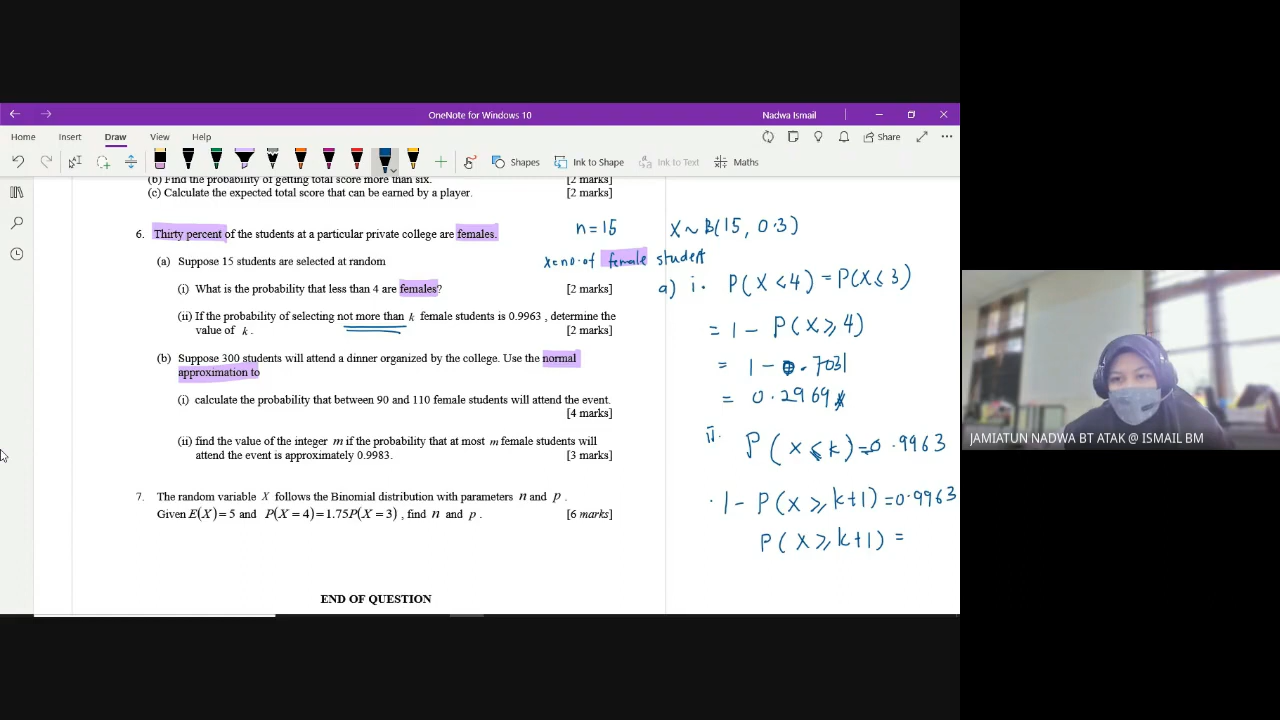 OneNote for Windows 10
Nadwa Ismail
Home Insert Draw View Help
Share
Shapes Ink to Shape Ink to Text Maths
(b) Find the probability of getting total score more than six. [2 marks]
(c) Calculate the expected total score that can be earned by a player. [2 marks]
6. Thirty percent of the students at a particular private college are females.
(a) Suppose 15 students are selected at random
(i) What is the probability that less than 4 are females? [2 marks]
(ii) If the probability of selecting not more than k female students is 0.9963 , determine the
value of k . [2 marks]
(b) Suppose 300 students will attend a dinner organized by the college. Use the normal
approximation to
(i) calculate the probability that between 90 and 110 female students will attend the event.
[4 marks]
(ii) find the value of the integer m if the probability that at most m female students will
attend the event is approximately 0.9983. [3 marks]
7. The random variable X follows the Binomial distribution with parameters n and p .
Given E(X)=5 and P(X=4)=1.75P(X=3) , find n and p . [6 marks]
END OF QUESTION
n=15 X~B(15, 0.3)
x=no.of female student
a) i. P(X<4)=P(X≤3)
= 1 - P(X≥4)
= 1 - 0.7031
= 0.2969
ii. P(X≤k)=0.9963
1 - P(X≥k+1)=0.9963
P(X≥k+1)=
JAMIATUN NADWA BT ATAK @ ISMAIL BM